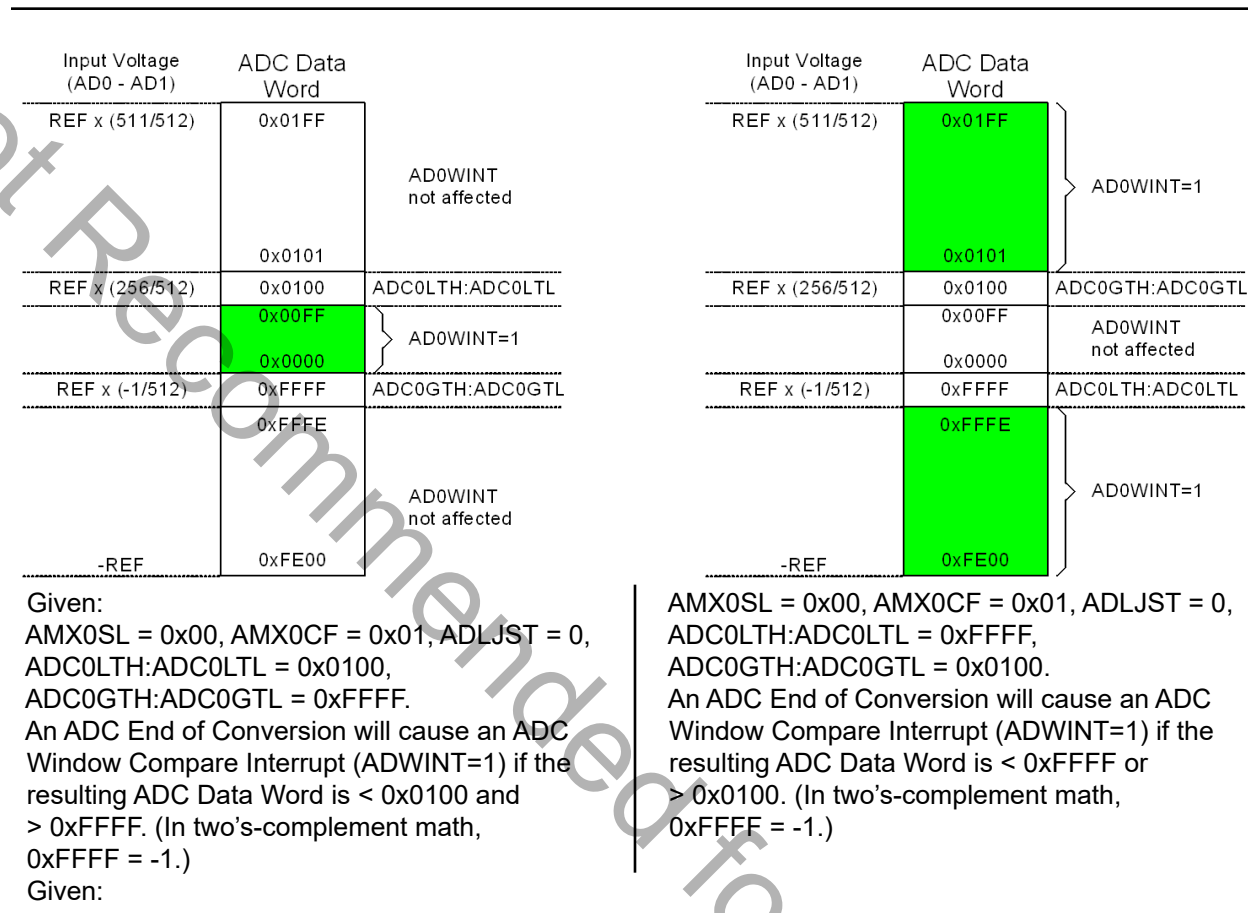 Input Voltage
(AD0 - AD1)
ADC Data
Word
REF x (511/512)
0x01FF
AD0WINT
not affected
0x0101
REF x (256/512)
0x0100
ADC0LTH:ADC0LTL
0x00FF
AD0WINT=1
0x0000
REF x (-1/512)
0xFFFF
ADC0GTH:ADC0GTL
0xFFFE
AD0WINT
not affected
-REF
0xFE00
Given:
AMX0SL = 0x00, AMX0CF = 0x01, ADLJST = 0,
ADC0LTH:ADC0LTL = 0x0100,
ADC0GTH:ADC0GTL = 0xFFFF.
An ADC End of Conversion will cause an ADC
Window Compare Interrupt (ADWINT=1) if the
resulting ADC Data Word is < 0x0100 and
> 0xFFFF. (In two's-complement math,
0xFFFF = -1.)
Given:
Input Voltage
(AD0 - AD1)
ADC Data
Word
REF x (511/512)
0x01FF
AD0WINT=1
0x0101
REF x (256/512)
0x0100
ADC0GTH:ADC0GTL
0x00FF
AD0WINT
not affected
0x0000
REF x (-1/512)
0xFFFF
ADC0LTH:ADC0LTL
0xFFFE
AD0WINT=1
-REF
0xFE00
AMX0SL = 0x00, AMX0CF = 0x01, ADLJST = 0,
ADC0LTH:ADC0LTL = 0xFFFF,
ADC0GTH:ADC0GTL = 0x0100.
An ADC End of Conversion will cause an ADC
Window Compare Interrupt (ADWINT=1) if the
resulting ADC Data Word is < 0xFFFF or
> 0x0100. (In two's-complement math,
0xFFFF = -1.)
Recommended fo